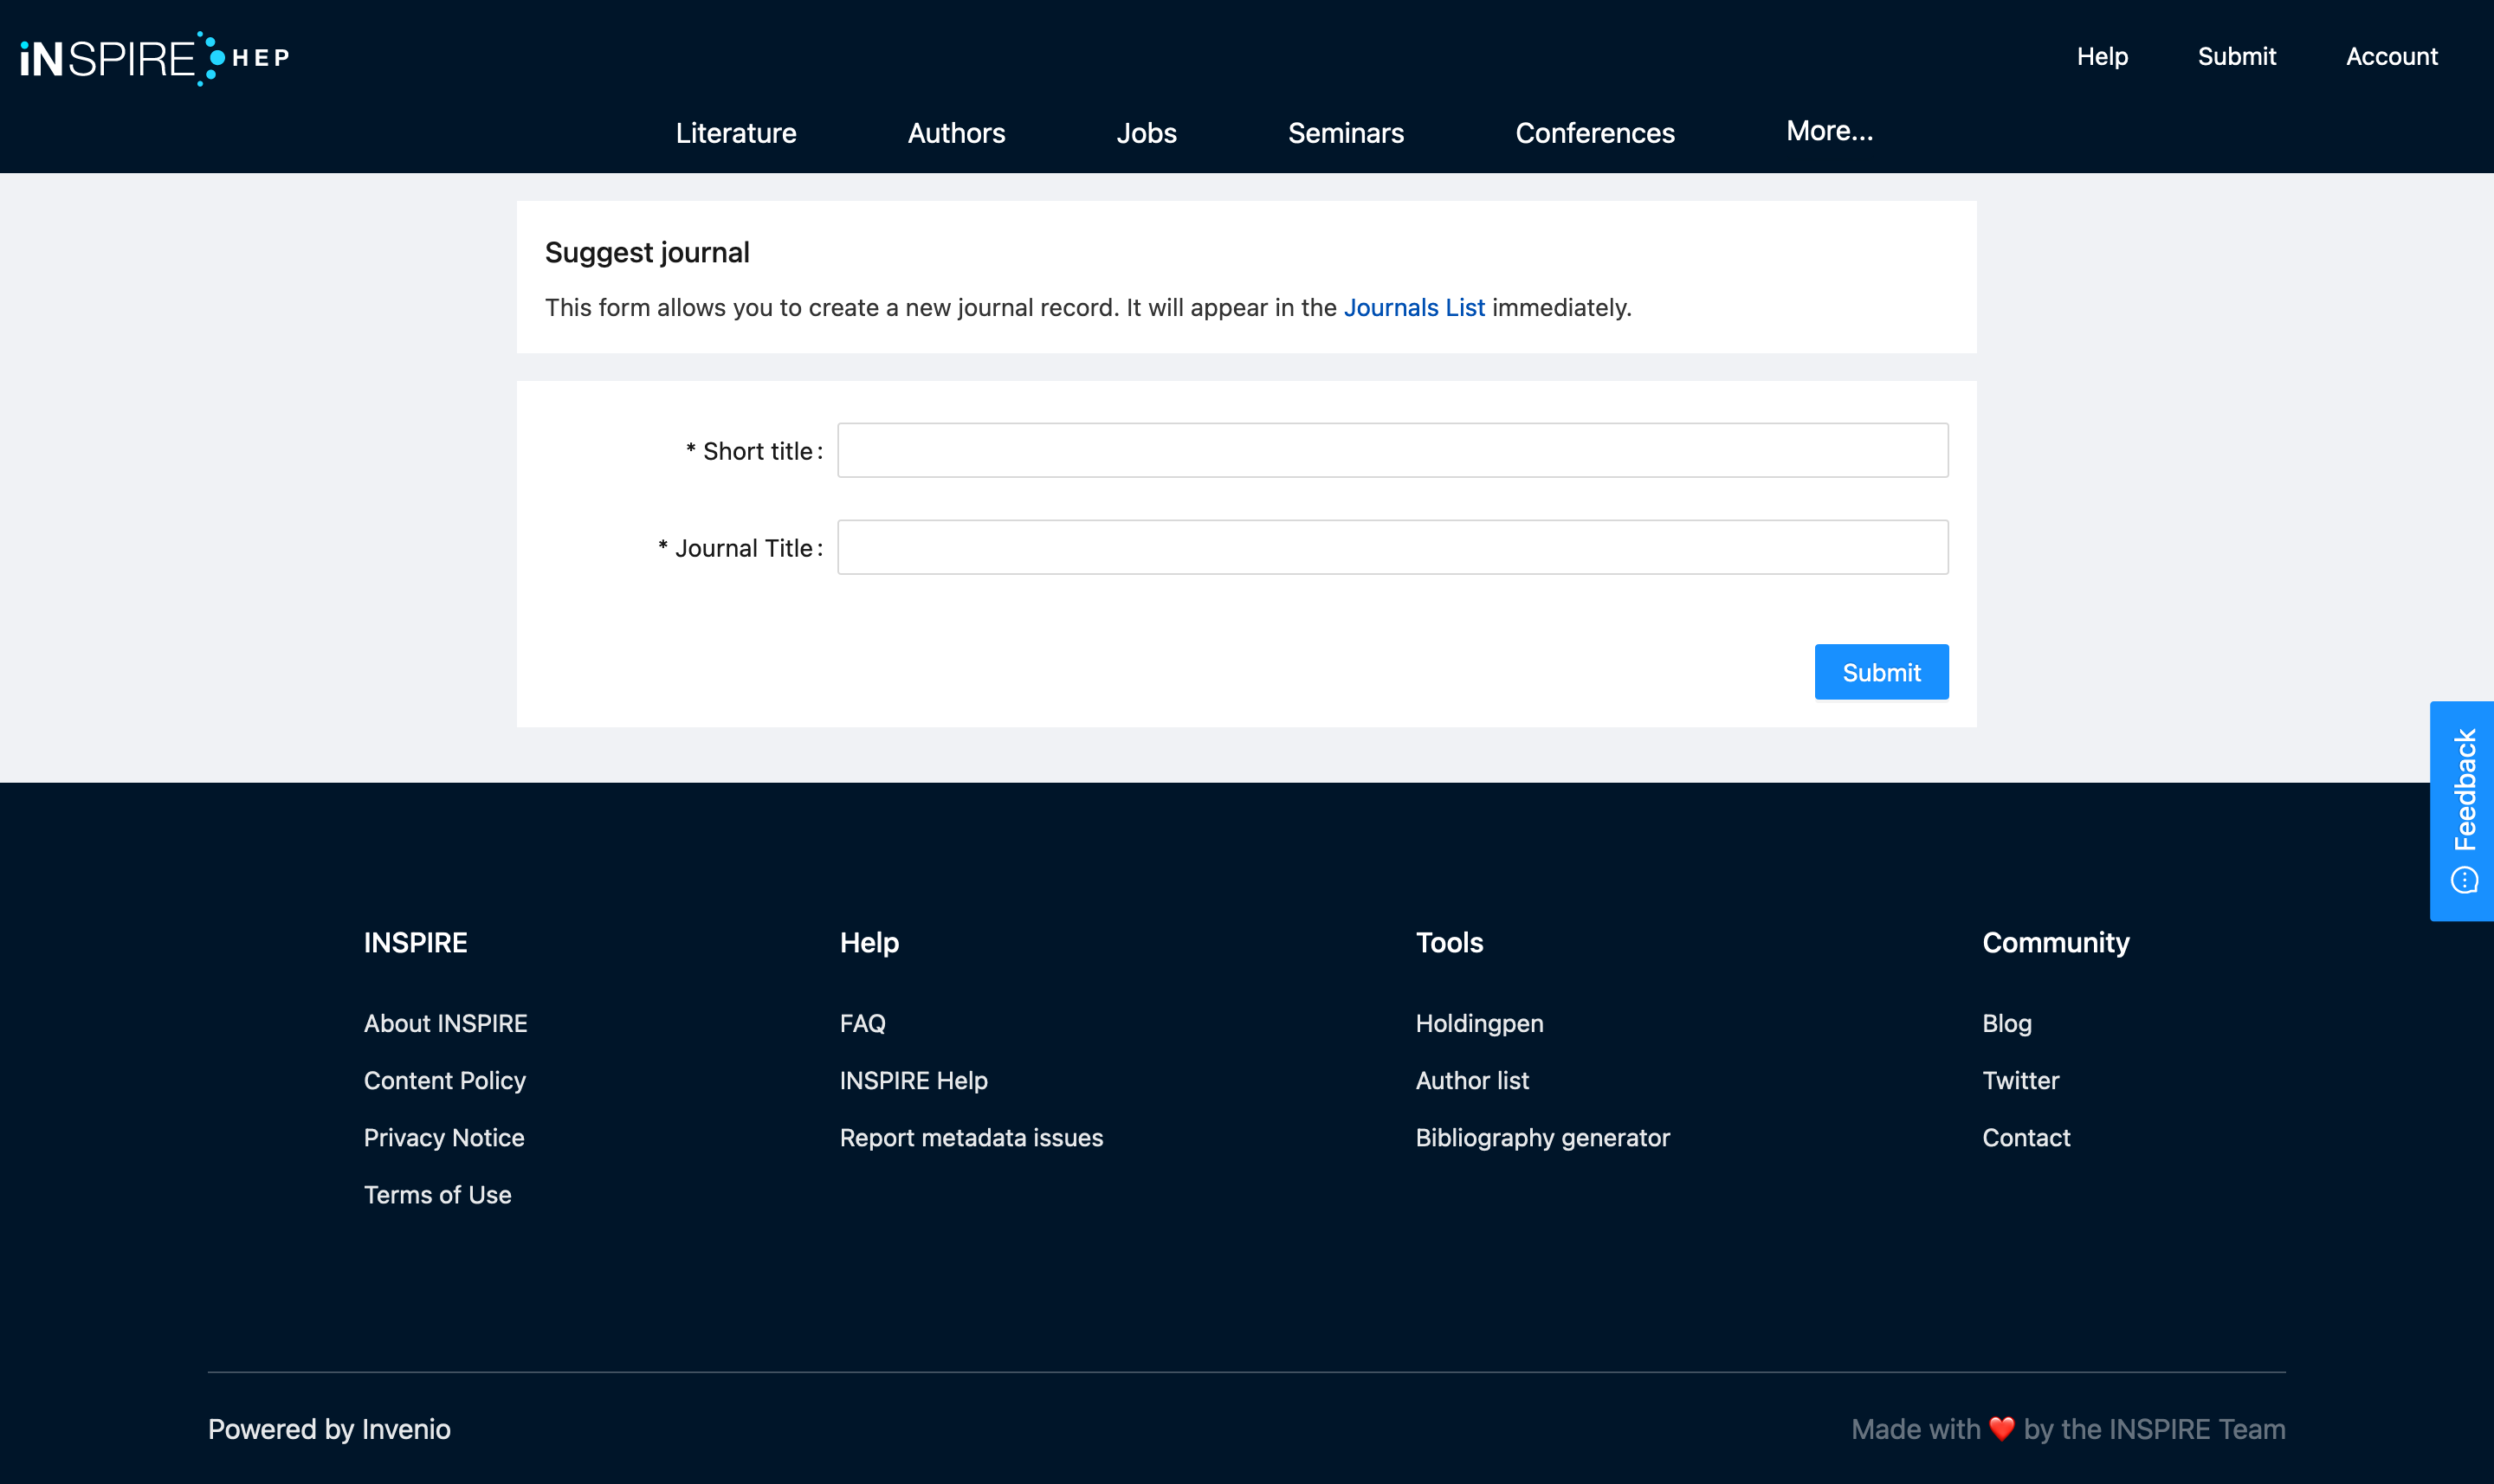 iNSPIRE HEP
Help Submit Account
Literature Authors Jobs Seminars Conferences More...
Suggest journal
This form allows you to create a new journal record. It will appear in the Journals List immediately.
* Short title :
* Journal Title :
Submit
Feedback
INSPIRE
About INSPIRE
Content Policy
Privacy Notice
Terms of Use
Help
FAQ
INSPIRE Help
Report metadata issues
Tools
Holdingpen
Author list
Bibliography generator
Community
Blog
Twitter
Contact
Powered by Invenio
Made with ❤️ by the INSPIRE Team